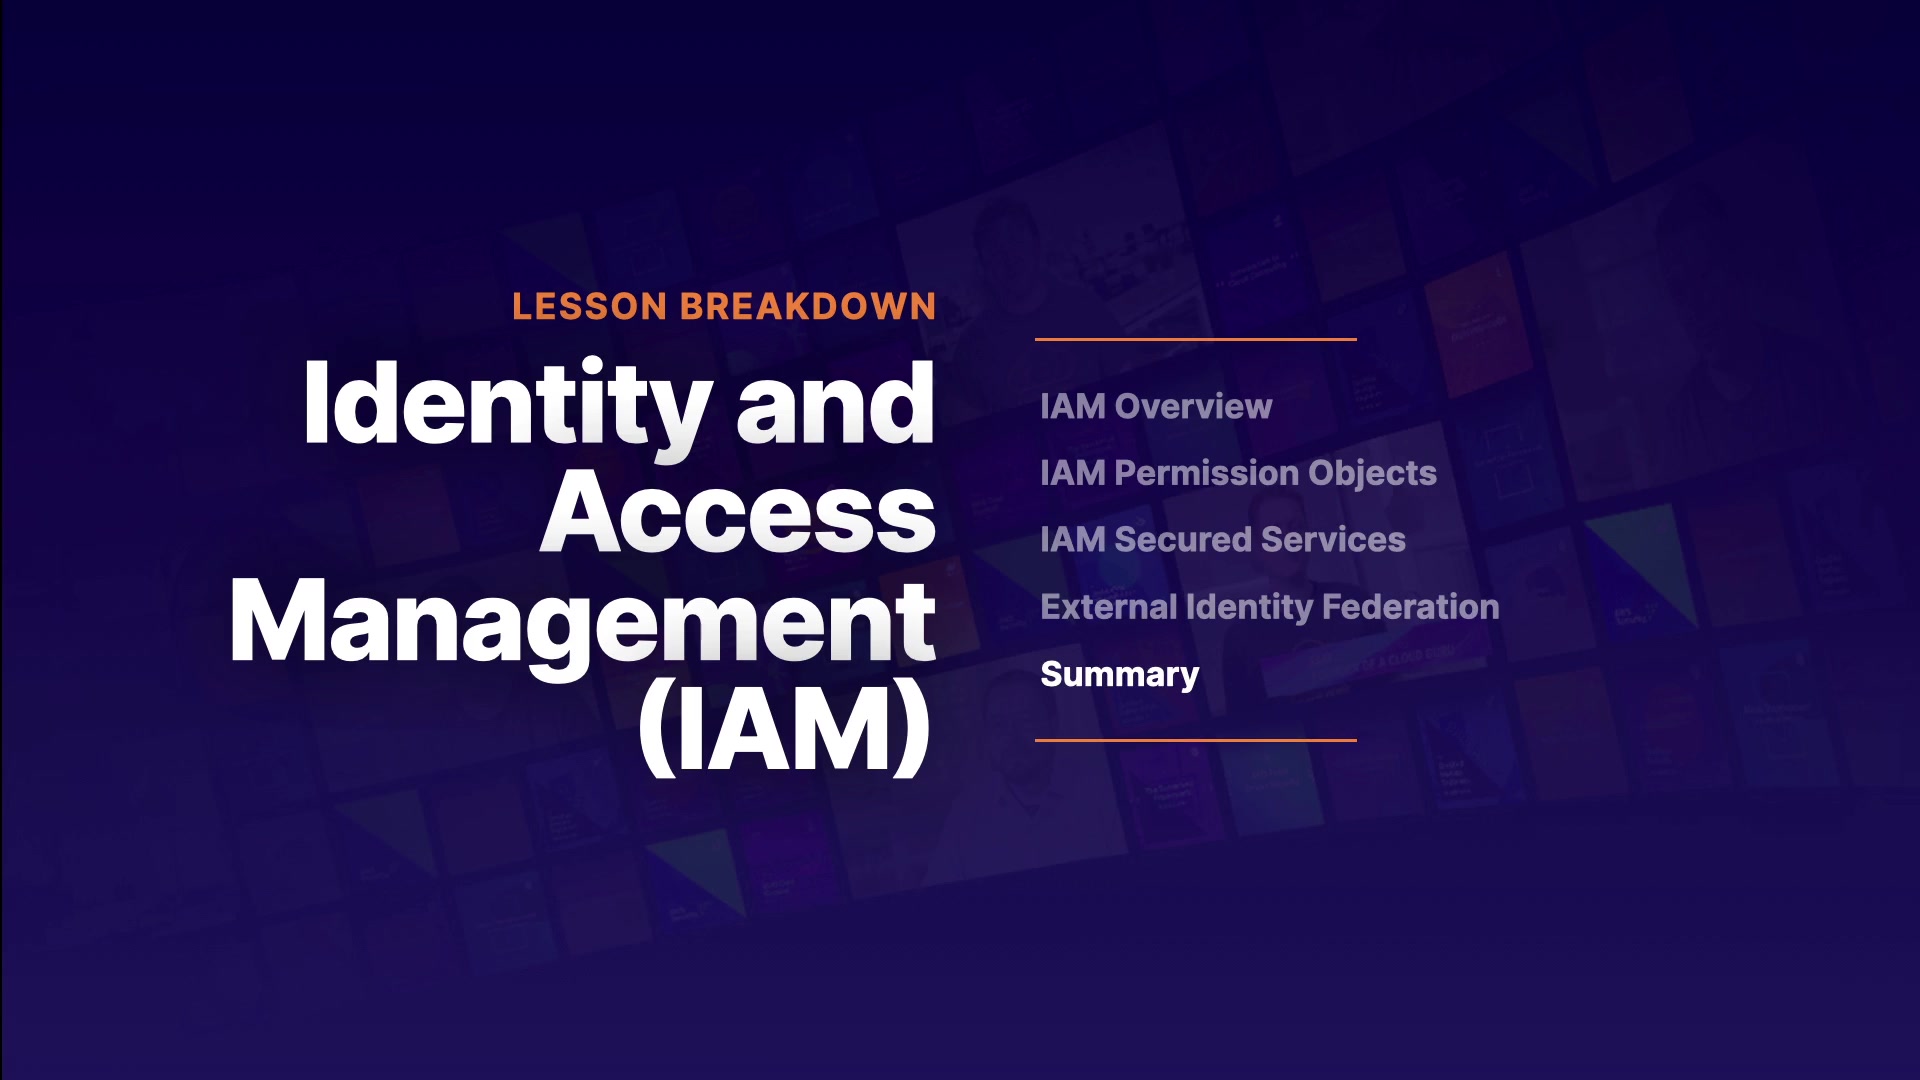 LESSON BREAKDOWN
Identity and
Access
Management
(IAM)
IAM Overview
IAM Permission Objects
IAM Secured Services
External Identity Federation
Summary